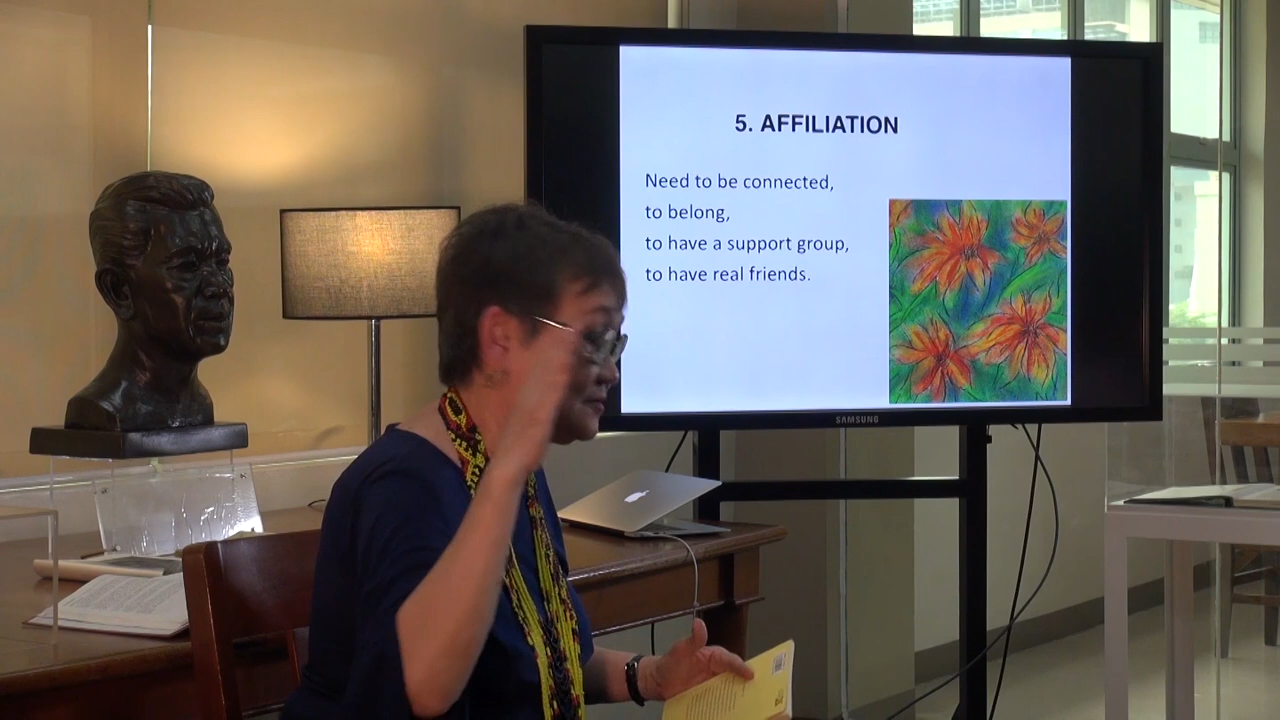 5. AFFILIATION
Need to be connected,
to belong,
to have a support group,
to have real friends.
SAMSUNG